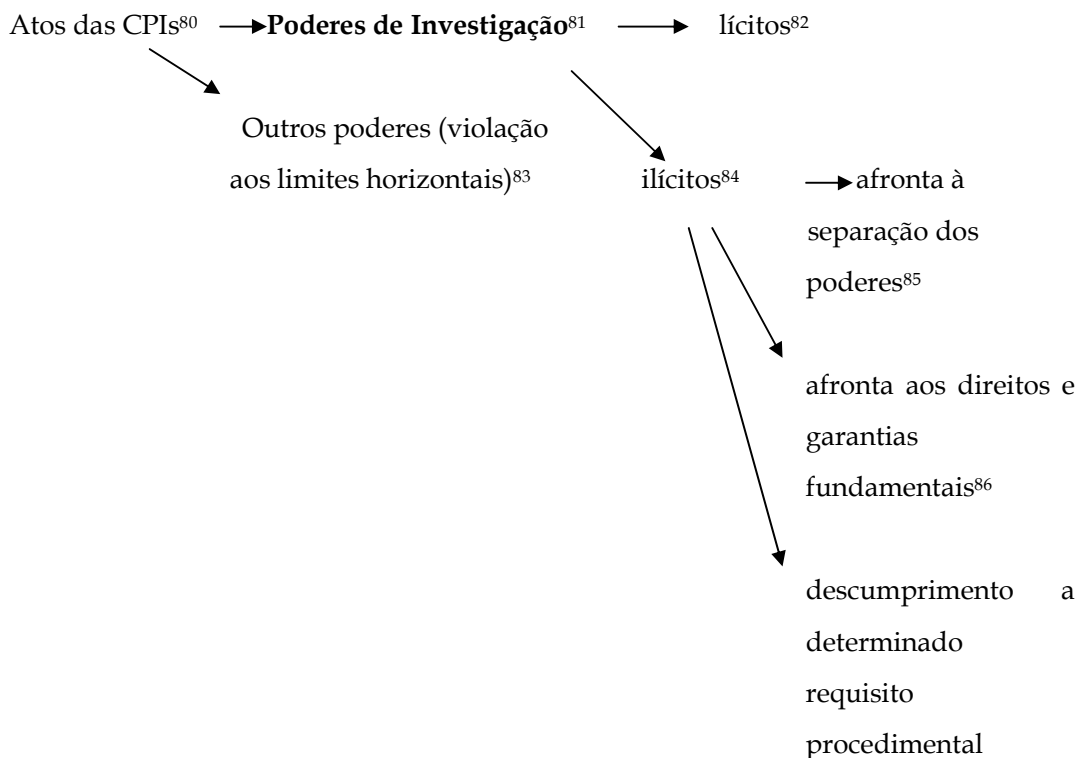 Atos das CPIs⁸⁰ Poderes de Investigação⁸¹ lícitos⁸²
Outros poderes (violação
aos limites horizontais)⁸³ ilícitos⁸⁴ afronta à
separação dos
poderes⁸⁵
afronta aos direitos e
garantias
fundamentais⁸⁶
descumprimento a
determinado
requisito
procedimental